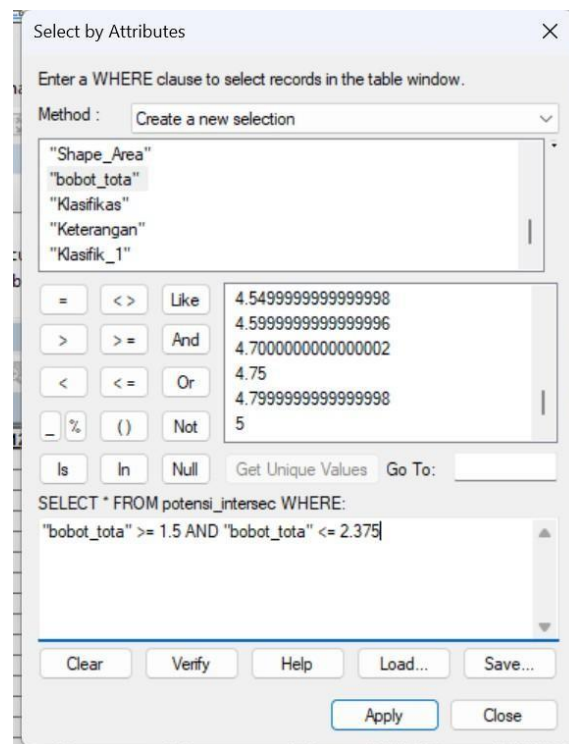 Select by Attributes
Enter a WHERE clause to select records in the table window.
Method : Create a new selection
"Shape_Area"
"bobot_tota"
"Klasifikas"
"Keterangan"
"Klasifik_1"
= < > Like
> > = And
< < = Or
_ % ( ) Not
Is In Null
4.5499999999999998
4.5999999999999996
4.7000000000000002
4.75
4.7999999999999998
5
Get Unique Values Go To:
SELECT * FROM potensi_intersec WHERE:
"bobot_tota" >= 1.5 AND "bobot_tota" <= 2.375
Clear Verify Help Load... Save...
Apply Close